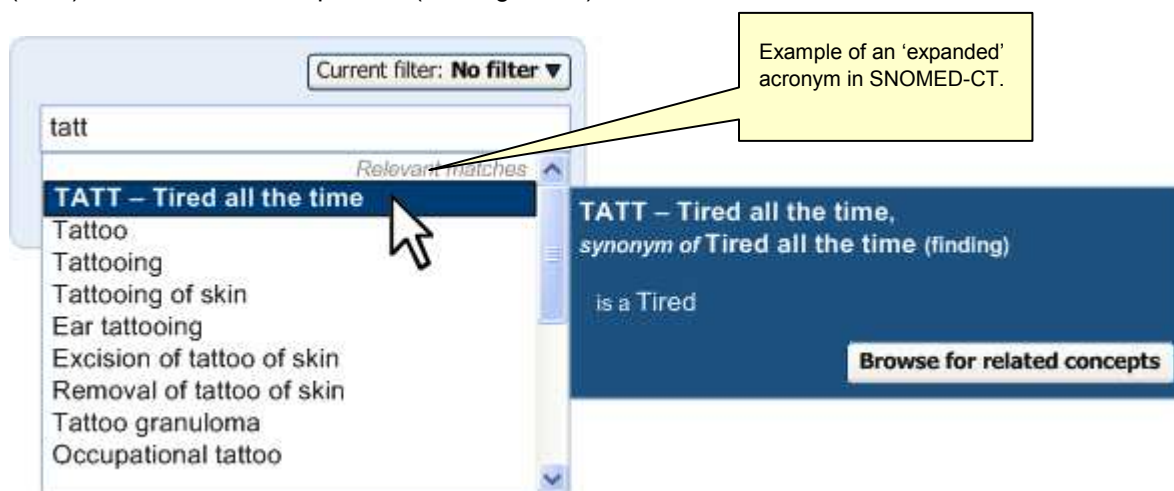 Current filter: No filter ▼
Example of an ‘expanded’
acronym in SNOMED-CT.
tatt
Relevant matches
TATT – Tired all the time
Tattoo
Tattooing
Tattooing of skin
Ear tattooing
Excision of tattoo of skin
Removal of tattoo of skin
Tattoo granuloma
Occupational tattoo
TATT – Tired all the time,
synonym of Tired all the time (finding)
is a Tired
Browse for related concepts